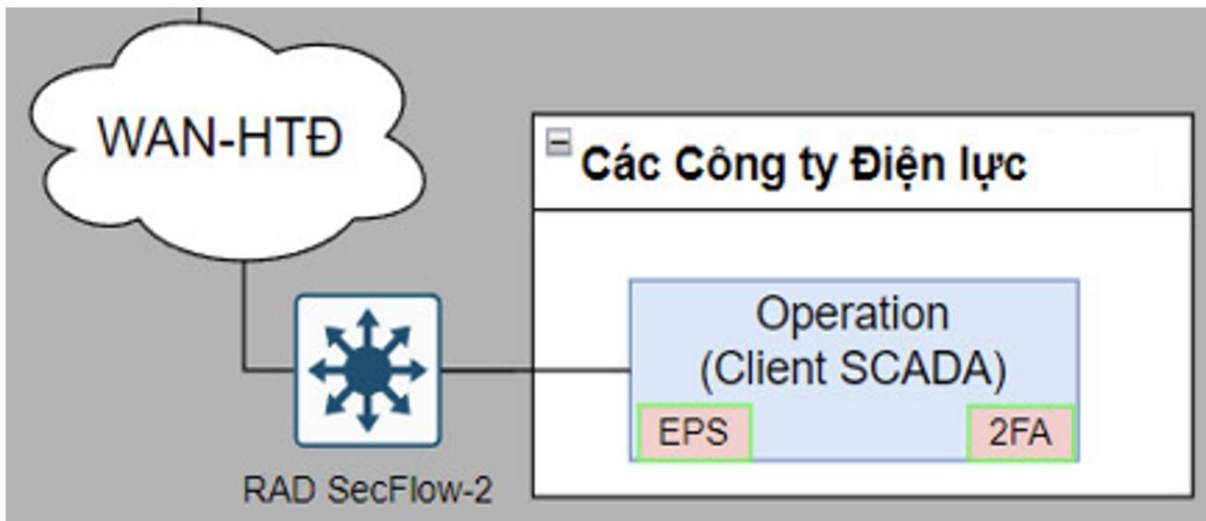 WAN-HTĐ
Các Công ty Điện lực
Operation
(Client SCADA)
EPS
2FA
RAD SecFlow-2